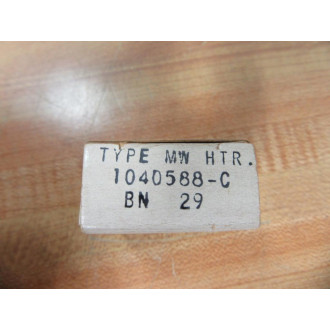 TYPE MW HTR.
1040588-C
BN 29